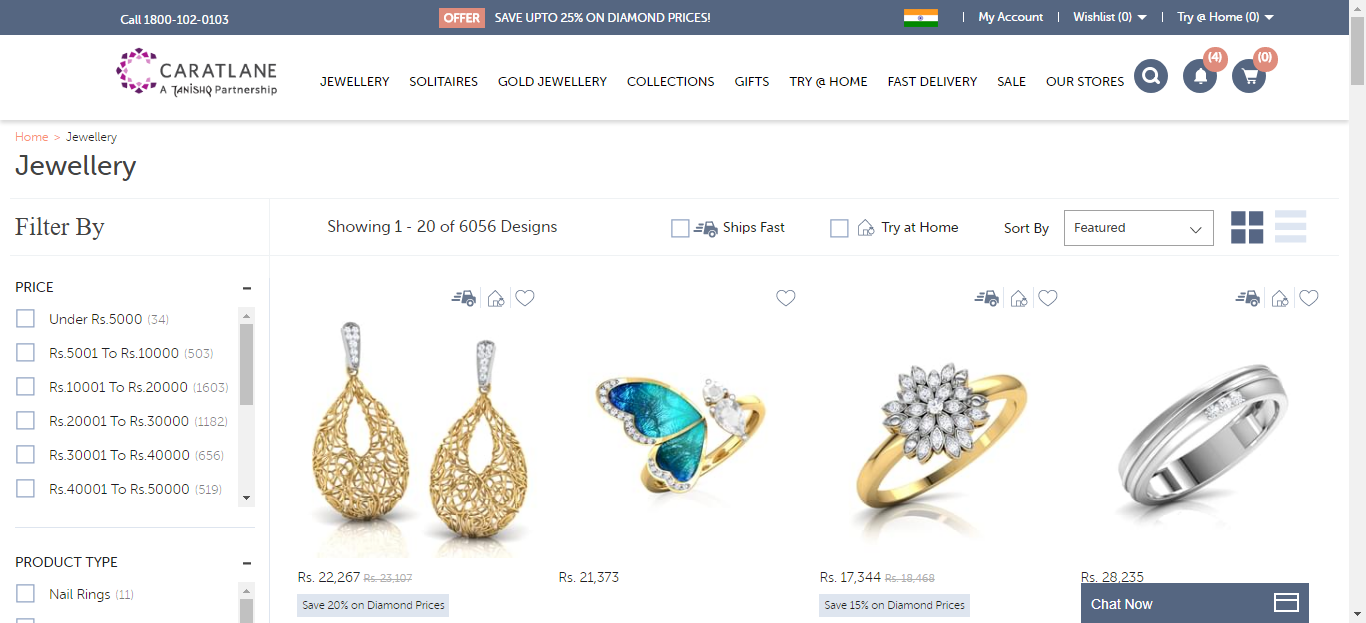 Call 1800-102-0103
OFFER SAVE UPTO 25% ON DIAMOND PRICES!
| My Account | Wishlist (0) | Try @ Home (0)
CARATLANE
A TANISHQ Partnership
JEWELLERY SOLITAIRES GOLD JEWELLERY COLLECTIONS GIFTS TRY @ HOME FAST DELIVERY SALE OUR STORES (4) (0)
Home > Jewellery
Jewellery
Filter By
Showing 1 - 20 of 6056 Designs
Ships Fast
Try at Home
Sort By Featured
PRICE
Under Rs.5000 (34)
Rs.5001 To Rs.10000 (503)
Rs.10001 To Rs.20000 (1603)
Rs.20001 To Rs.30000 (1182)
Rs.30001 To Rs.40000 (656)
Rs.40001 To Rs.50000 (519)
PRODUCT TYPE
Nail Rings (11)
Rs. 22,267 Rs. 23,107
Save 20% on Diamond Prices
Rs. 21,373
Rs. 17,344 Rs. 18,468
Save 15% on Diamond Prices
Rs. 28,235
Chat Now